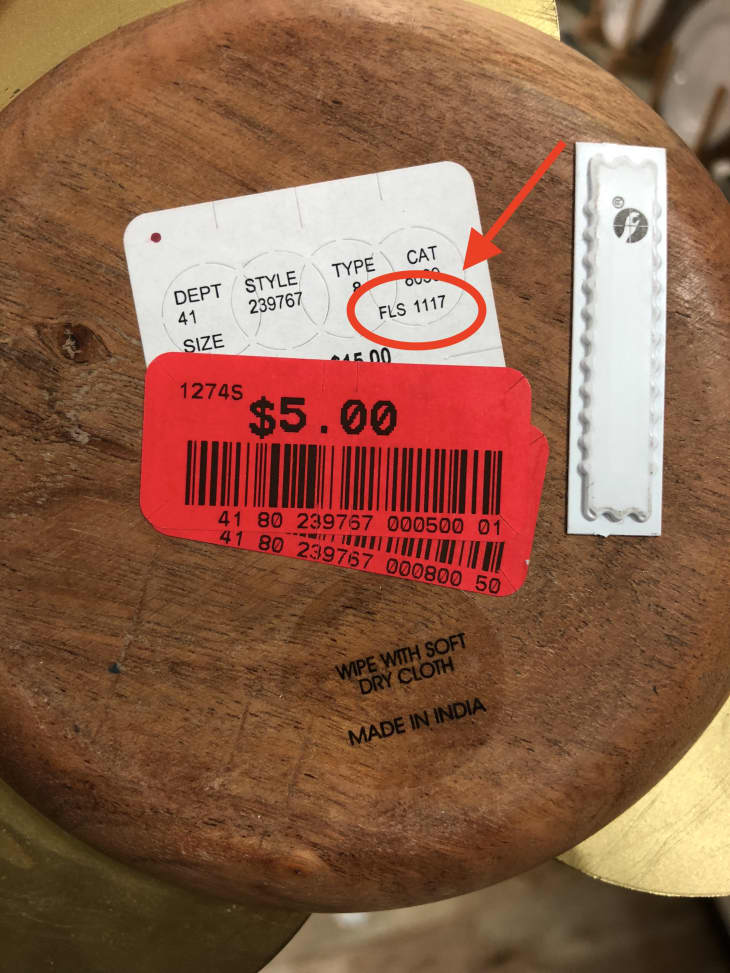 DEPT STYLE TYPE CAT
41 239767 8
FLS 1117
SIZE
1274S
$5.00
41 80 239767 000500 01
41 80 239767 000800 50
WIPE WITH SOFT
DRY CLOTH
MADE IN INDIA